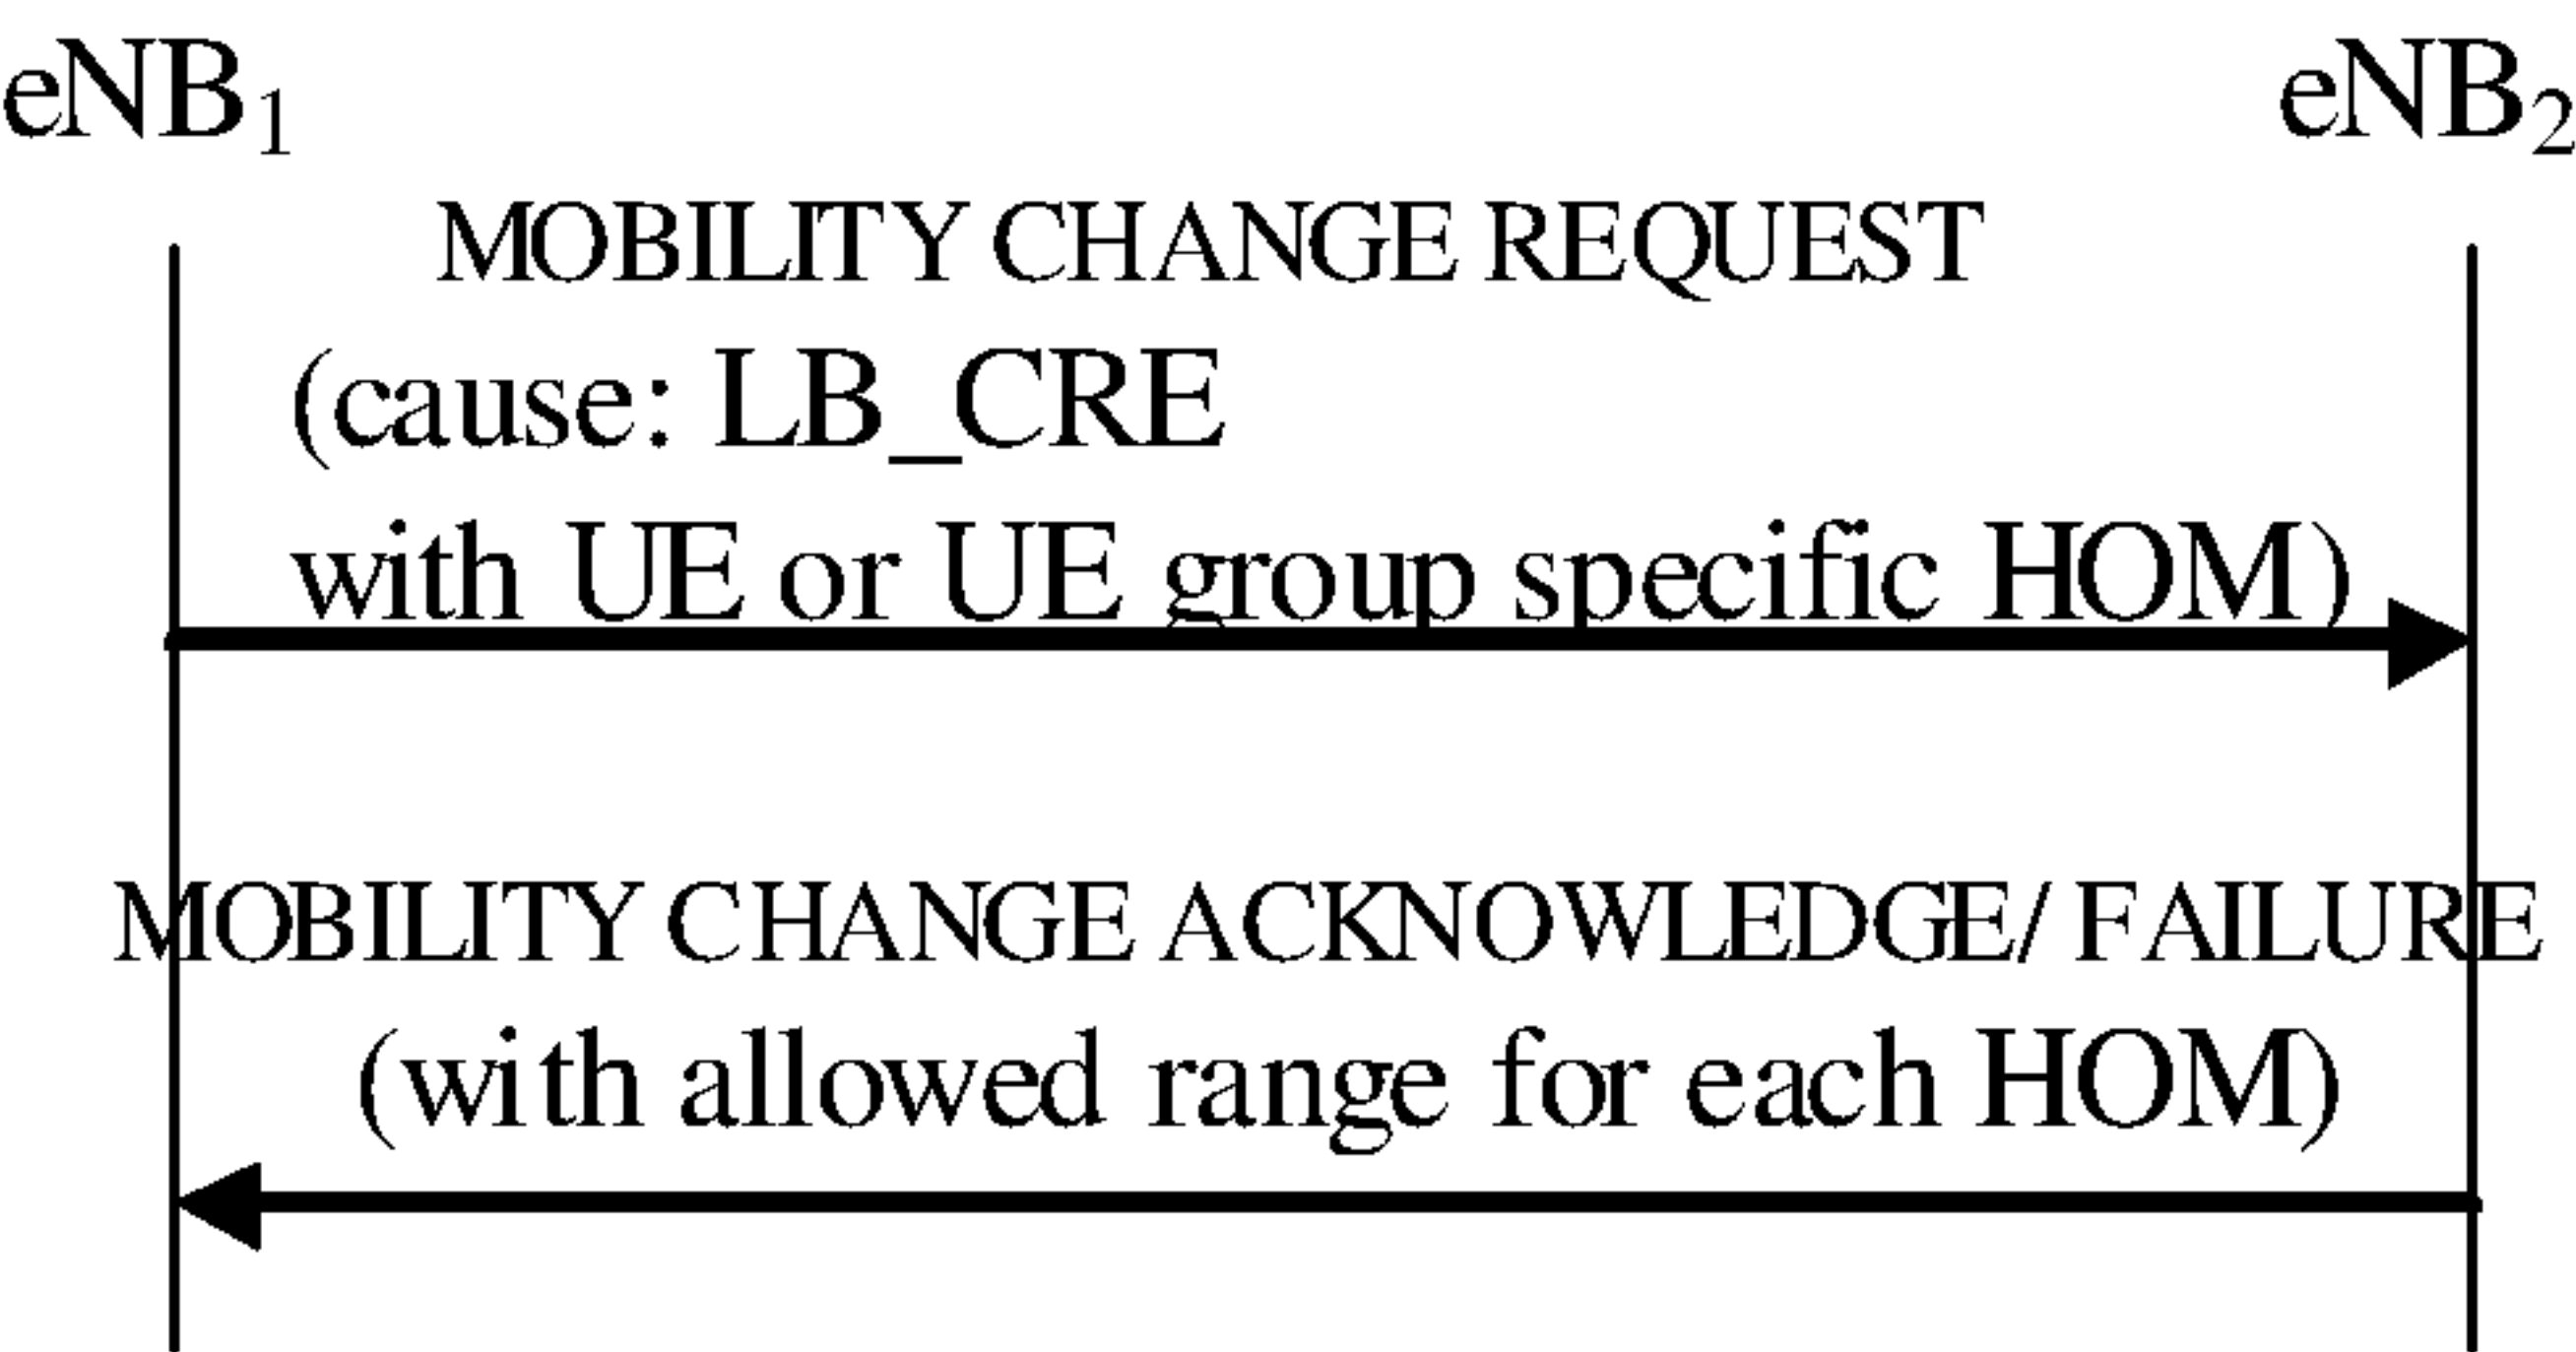 eNB1 eNB2
MOBILITY CHANGE REQUEST
(cause: LB_CRE
with UE or UE group specific HOM)
MOBILITY CHANGE ACKNOWLEDGE/ FAILURE
(with allowed range for each HOM)